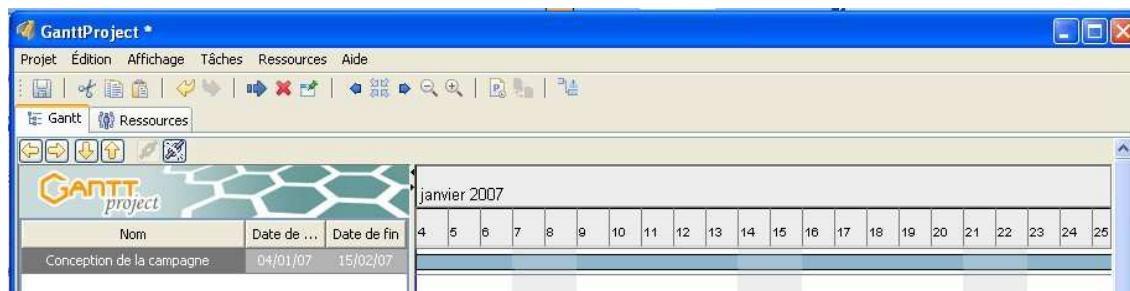 GanttProject *
Projet Édition Affichage Tâches Ressources Aide
Gantt Ressources
GANTT project
janvier 2007
Nom Date de ... Date de fin 4 5 6 7 8 9 10 11 12 13 14 15 16 17 18 19 20 21 22 23 24 25
Conception de la campagne 04/01/07 15/02/07